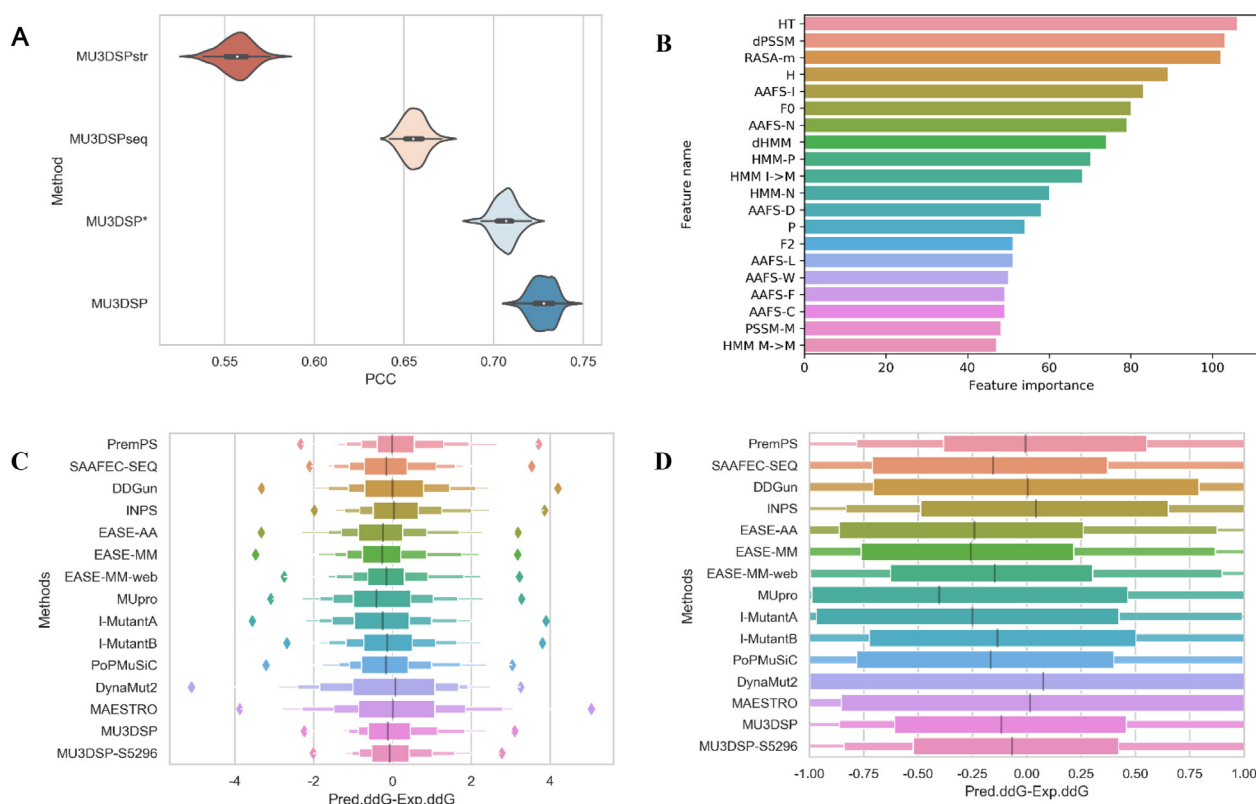 A
MU3DSPstr
MU3DSPseq
MU3DSP*
MU3DSP
Method
0.55 0.60 0.65 0.70 0.75
PCC
B
HT
dPSSM
RASA-m
H
AAFS-I
F0
AAFS-N
dHMM
HMM-P
HMM I->M
HMM-N
AAFS-D
P
F2
AAFS-L
AAFS-W
AAFS-F
AAFS-C
PSSM-M
HMM M->M
Feature name
0 20 40 60 80 100
Feature importance
C
PremPS
SAAFEC-SEQ
DDGun
INPS
EASE-AA
EASE-MM
EASE-MM-web
MUpro
I-MutantA
I-MutantB
PoPMuSiC
DynaMut2
MAESTRO
MU3DSP
MU3DSP-S5296
Methods
-4 -2 0 2 4
Pred.ddG-Exp.ddG
D
PremPS
SAAFEC-SEQ
DDGun
INPS
EASE-AA
EASE-MM
EASE-MM-web
MUpro
I-MutantA
I-MutantB
PoPMuSiC
DynaMut2
MAESTRO
MU3DSP
MU3DSP-S5296
Methods
-1.00 -0.75 -0.50 -0.25 0.00 0.25 0.50 0.75 1.00
Pred.ddG-Exp.ddG